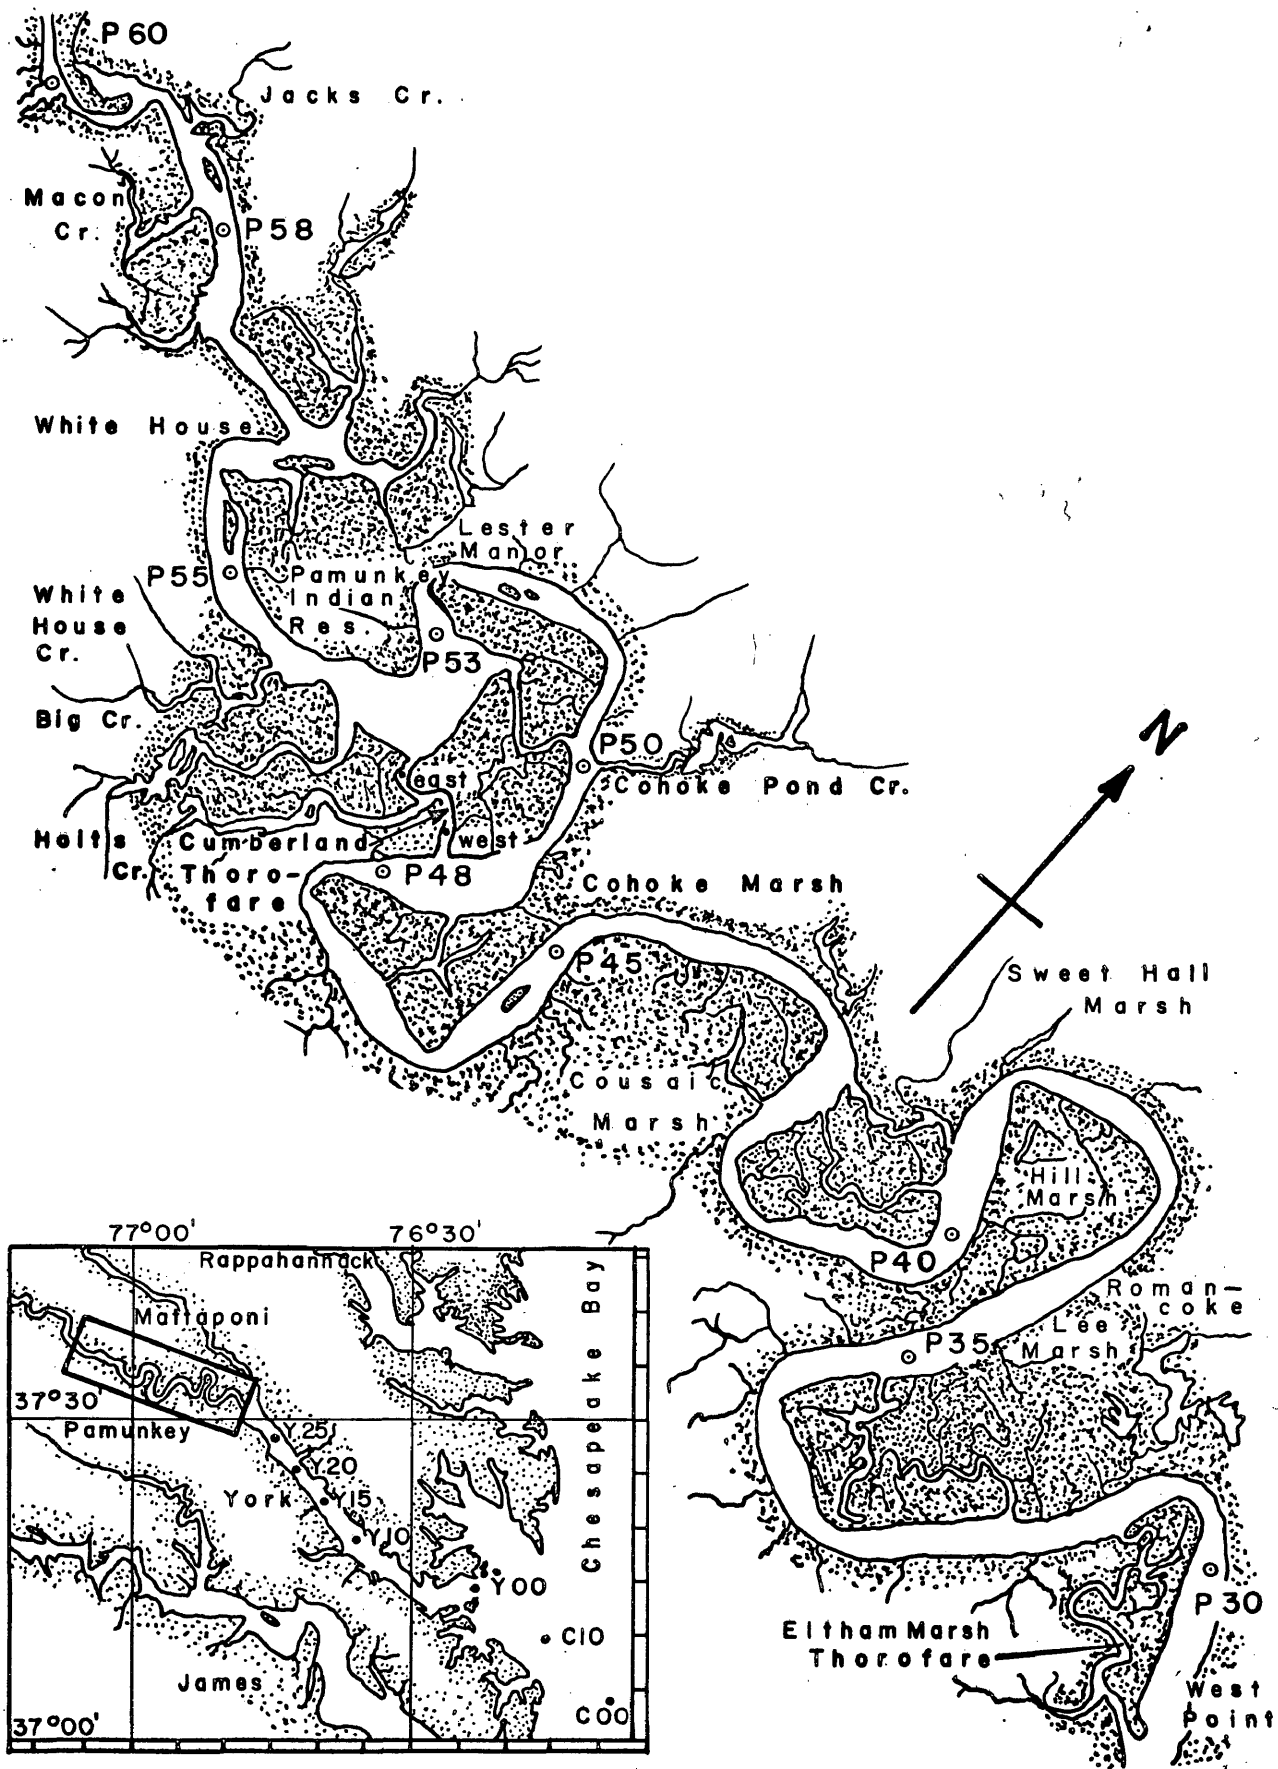 P 60
Jacks Cr.
Macon
Cr.
P 58
White House
Lester
Manor
P55
Pamunkey
Indian
Res.
White
House
Cr.
P53
Big Cr.
P50
Cohoke Pond Cr.
east
Holts
Cr.
Cumberland
Thoro-
fare
west
P48
Cohoke Marsh
P45
Sweet Hall
Marsh
N
Cousaic
Marsh
Hill
Marsh
P40
Roman-
coke
Lee
Marsh
P35
P 30
Eltham Marsh
Thorofare
West
Point
77°00'
76°30'
Rappahannock
Mattaponi
Chesapeake Bay
37°30'
Pamunkey
Y25
Y20
York
Y15
Y10
Y00
C10
James
C00
37°00'